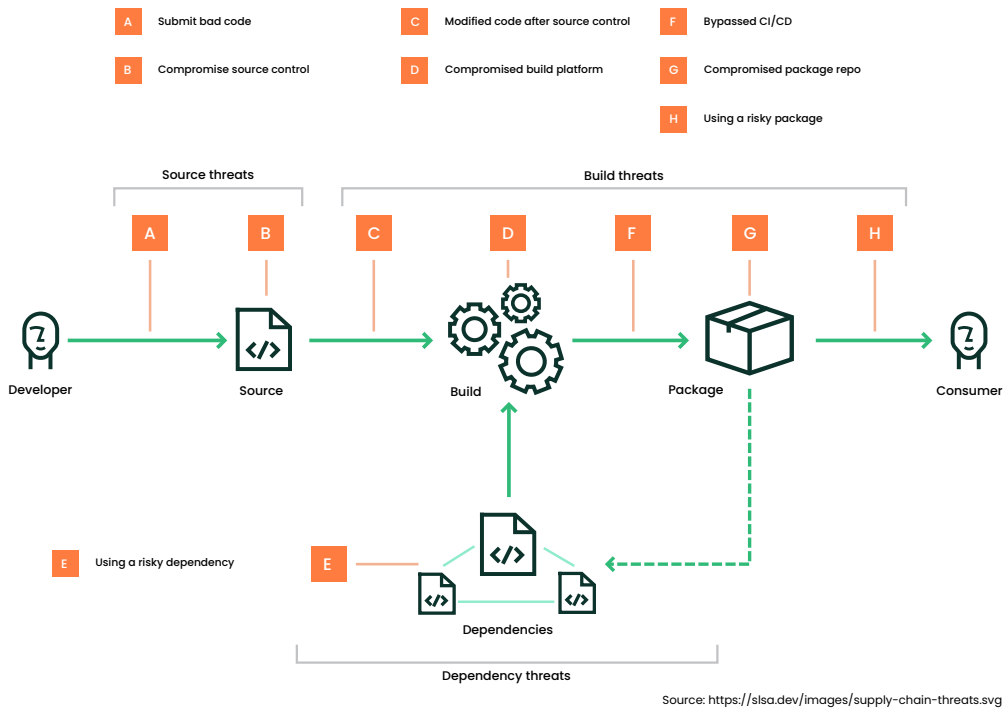 A Submit bad code
C Modified code after source control
F Bypassed CI/CD
B Compromise source control
D Compromised build platform
G Compromised package repo
H Using a risky package
Source threats
Build threats
A
B
C
D
F
G
H
</>
Developer
Source
Build
Package
Consumer
E Using a risky dependency
E
</>
</>
</>
Dependencies
Dependency threats
Source: https://slsa.dev/images/supply-chain-threats.svg